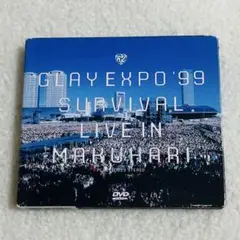 GLAY EXPO '99
SURVIVAL
LIVE IN
MAKUHARI
DVD